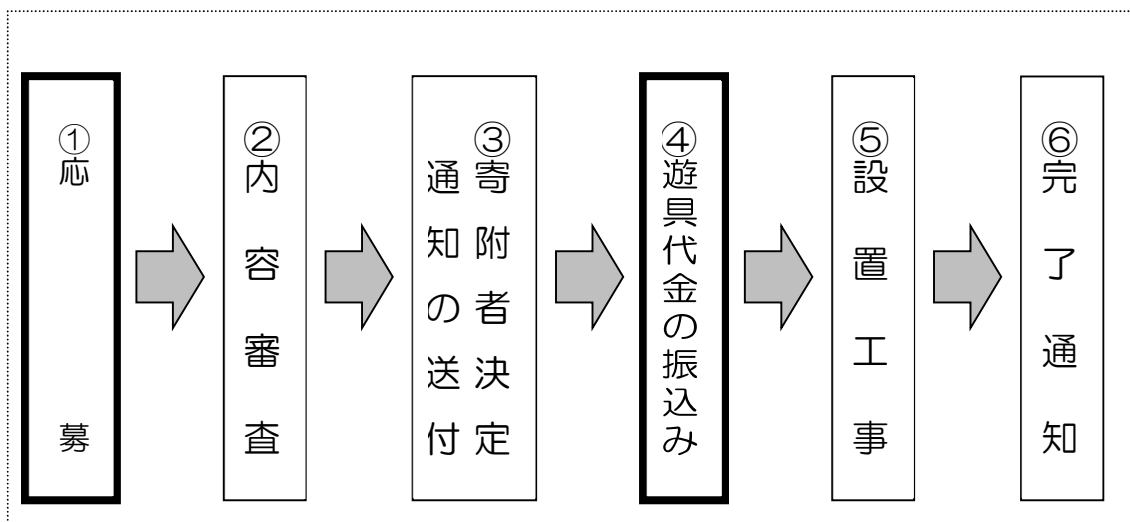 ①応募
②内容審査
③寄附者決定
通知の送付
④遊具代金の振込み
⑤設置工事
⑥完了通知